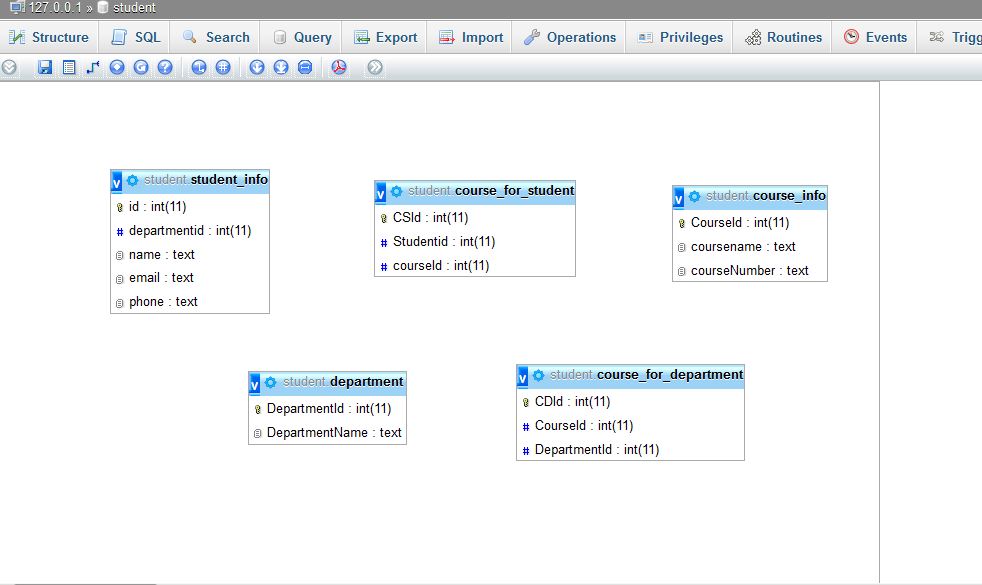 127.0.0.1 » student
Structure SQL Search Query Export Import Operations Privileges Routines Events Trigg
v student.student_info
id : int(11)
# departmentid : int(11)
name : text
email : text
phone : text
v student.course_for_student
CSId : int(11)
# Studentid : int(11)
# courseId : int(11)
v student.course_info
CourseId : int(11)
coursename : text
courseNumber : text
v student.department
DepartmentId : int(11)
DepartmentName : text
v student.course_for_department
CDId : int(11)
# CourseId : int(11)
# DepartmentId : int(11)